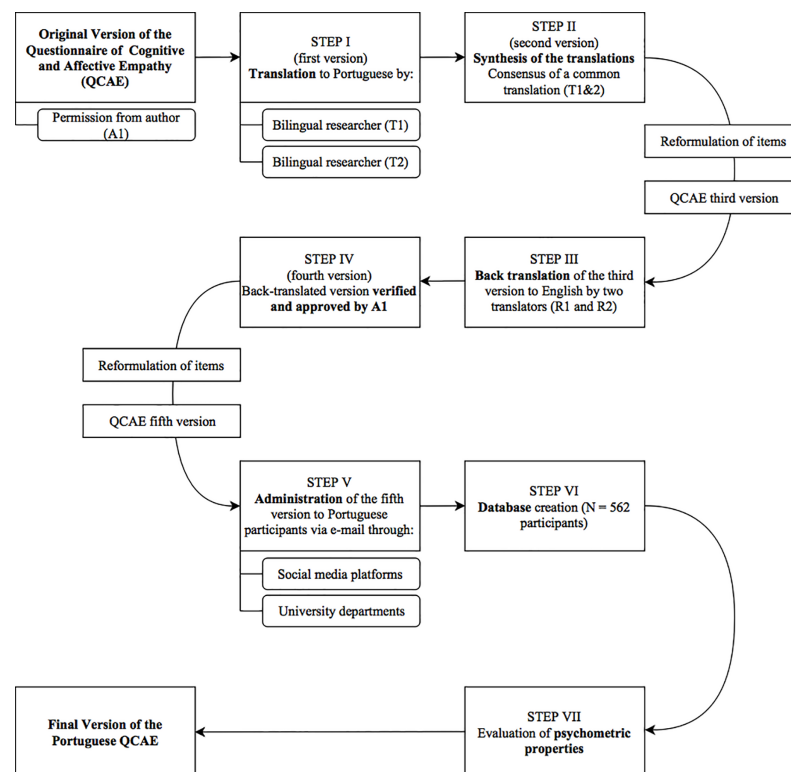 Original Version of the
Questionnaire of Cognitive
and Affective Empathy
(QCAE)
Permission from author
(A1)
STEP I
(first version)
Translation to Portuguese by:
Bilingual researcher (T1)
Bilingual researcher (T2)
STEP II
(second version)
Synthesis of the translations
Consensus of a common
translation (T1&2)
Reformulation of items
QCAE third version
STEP III
Back translation of the third
version to English by two
translators (R1 and R2)
STEP IV
(fourth version)
Back-translated version verified
and approved by A1
Reformulation of items
QCAE fifth version
STEP V
Administration of the fifth
version to Portuguese
participants via e-mail through:
Social media platforms
University departments
STEP VI
Database creation (N = 562
participants)
STEP VII
Evaluation of psychometric
properties
Final Version of the
Portuguese QCAE